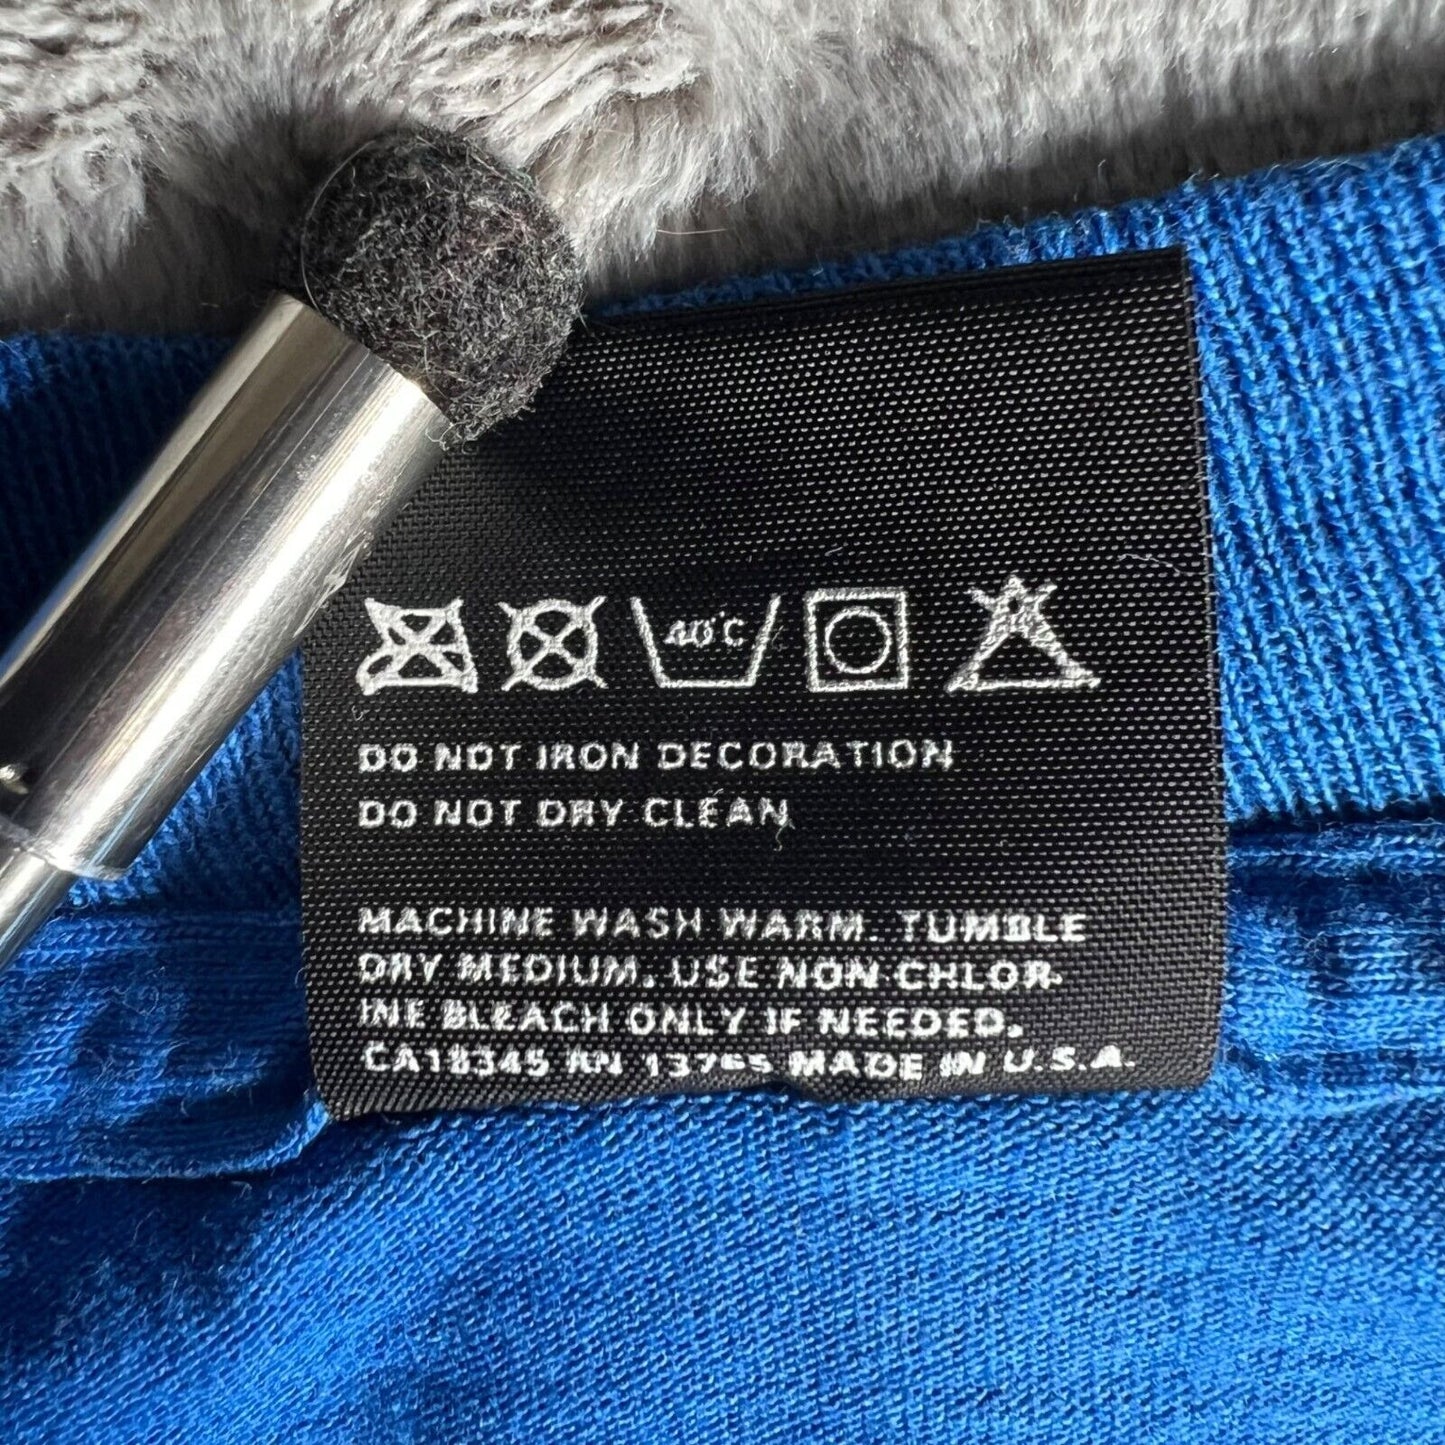 40°C
DO NOT IRON DECORATION
DO NOT DRY CLEAN
MACHINE WASH WARM. TUMBLE
DRY MEDIUM. USE NON-CHLOR-
INE BLEACH ONLY IF NEEDED.
CA18345 RN 13765 MADE IN U.S.A.